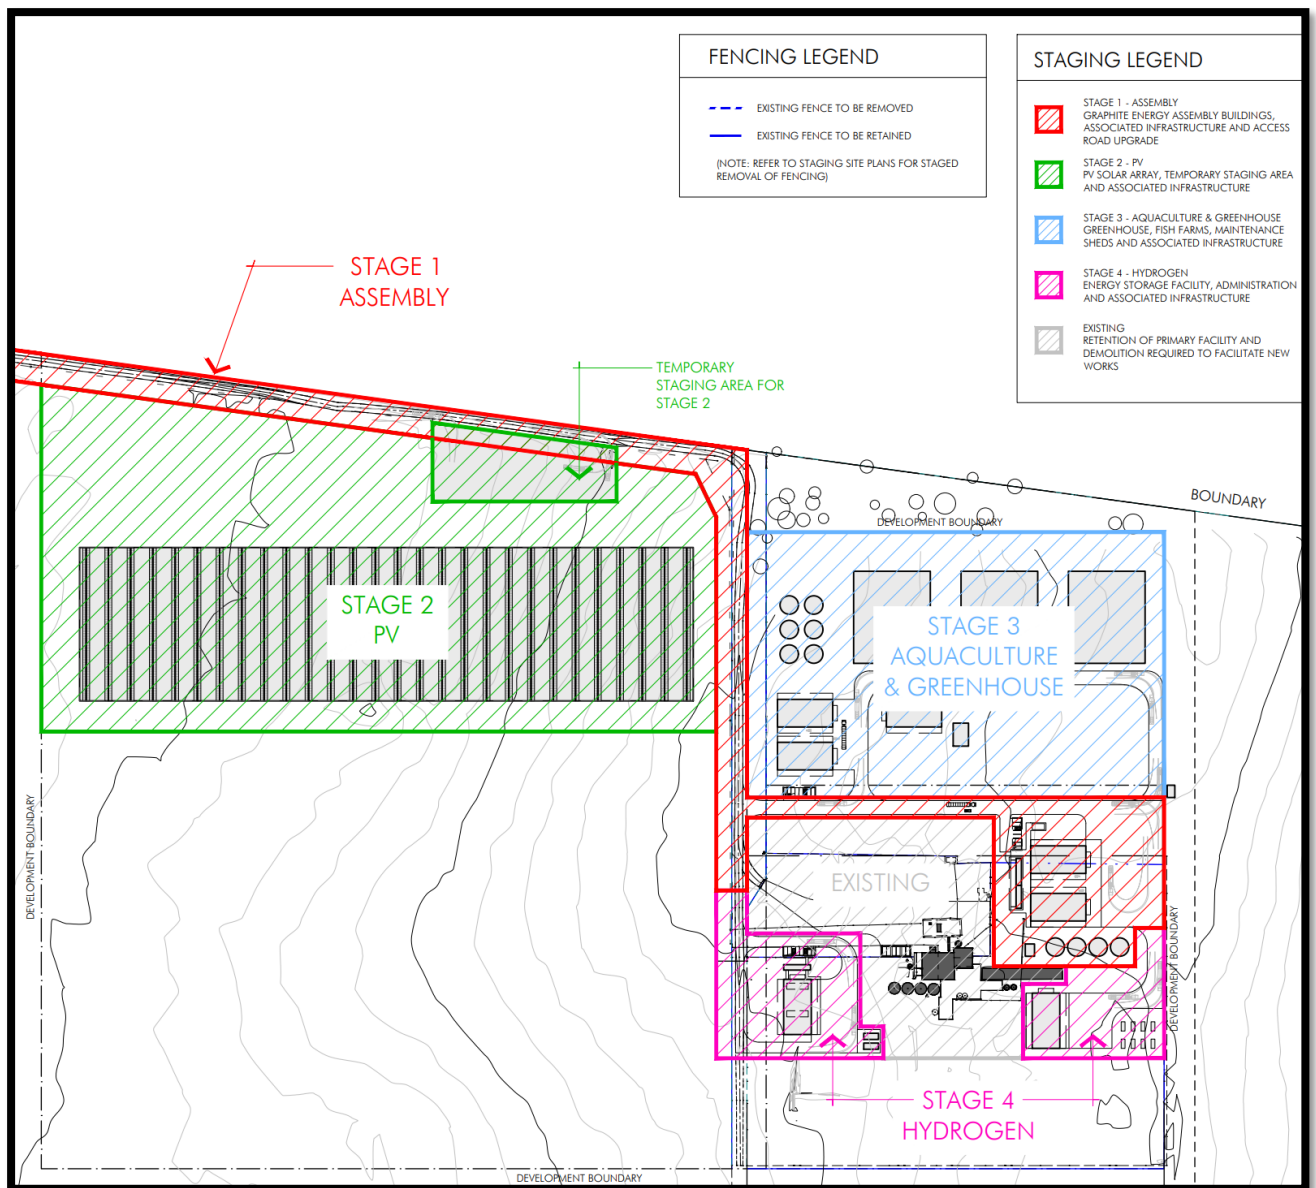 FENCING LEGEND
EXISTING FENCE TO BE REMOVED
EXISTING FENCE TO BE RETAINED
(NOTE: REFER TO STAGING SITE PLANS FOR STAGED
REMOVAL OF FENCING)
STAGING LEGEND
STAGE 1 - ASSEMBLY
GRAPHITE ENERGY ASSEMBLY BUILDINGS,
ASSOCIATED INFRASTRUCTURE AND ACCESS
ROAD UPGRADE
STAGE 2 - PV
PV SOLAR ARRAY, TEMPORARY STAGING AREA
AND ASSOCIATED INFRASTRUCTURE
STAGE 3 - AQUACULTURE & GREENHOUSE
GREENHOUSE, FISH FARMS, MAINTENANCE
SHEDS AND ASSOCIATED INFRASTRUCTURE
STAGE 4 - HYDROGEN
ENERGY STORAGE FACILITY, ADMINISTRATION
AND ASSOCIATED INFRASTRUCTURE
EXISTING
RETENTION OF PRIMARY FACILITY AND
DEMOLITION REQUIRED TO FACILITATE NEW
WORKS
STAGE 1
ASSEMBLY
TEMPORARY
STAGING AREA FOR
STAGE 2
BOUNDARY
DEVELOPMENT BOUNDARY
STAGE 2
PV
STAGE 3
AQUACULTURE
& GREENHOUSE
DEVELOPMENT BOUNDARY
EXISTING
DEVELOPMENT BOUNDARY
STAGE 4
HYDROGEN
DEVELOPMENT BOUNDARY